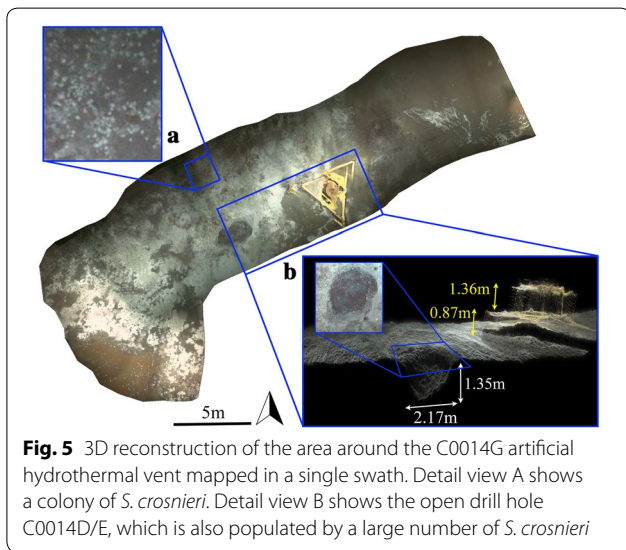 a
b
1.36m
0.87m
1.35m
2.17m
5m
Fig. 5 3D reconstruction of the area around the C0014G artificial
hydrothermal vent mapped in a single swath. Detail view A shows
a colony of S. crosnieri. Detail view B shows the open drill hole
C0014D/E, which is also populated by a large number of S. crosnieri